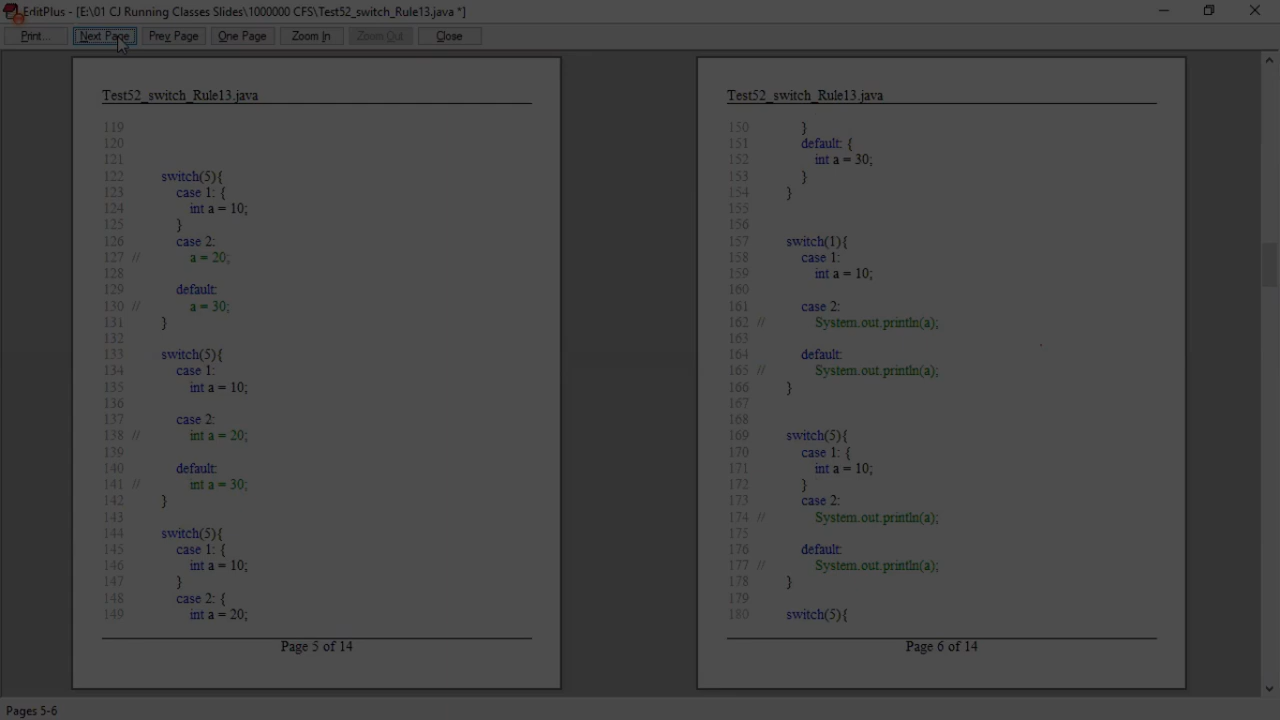 EditPlus - [E:\01 CJ Running Classes Slides\1000000 CFS\Test52_switch_Rule13.java *]
Print... Next Page Prev Page One Page Zoom In Zoom Out Close
Test52_switch_Rule13.java
119
120
121
122 switch(5){
123 case 1: {
124 int a = 10;
125 }
126 case 2:
127 // a = 20;
128
129 default:
130 // a = 30;
131 }
132
133 switch(5){
134 case 1:
135 int a = 10;
136
137 case 2:
138 // int a = 20;
139
140 default:
141 // int a = 30;
142 }
143
144 switch(5){
145 case 1: {
146 int a = 10;
147 }
148 case 2: {
149 int a = 20;
Page 5 of 14
Test52_switch_Rule13.java
150 }
151 default: {
152 int a = 30;
153 }
154 }
155
156
157 switch(1){
158 case 1:
159 int a = 10;
160
161 case 2:
162 // System.out.println(a);
163
164 default:
165 // System.out.println(a);
166 }
167
168
169 switch(5){
170 case 1: {
171 int a = 10;
172 }
173 case 2:
174 // System.out.println(a);
175
176 default:
177 // System.out.println(a);
178 }
179
180 switch(5){
Page 6 of 14
Pages 5-6